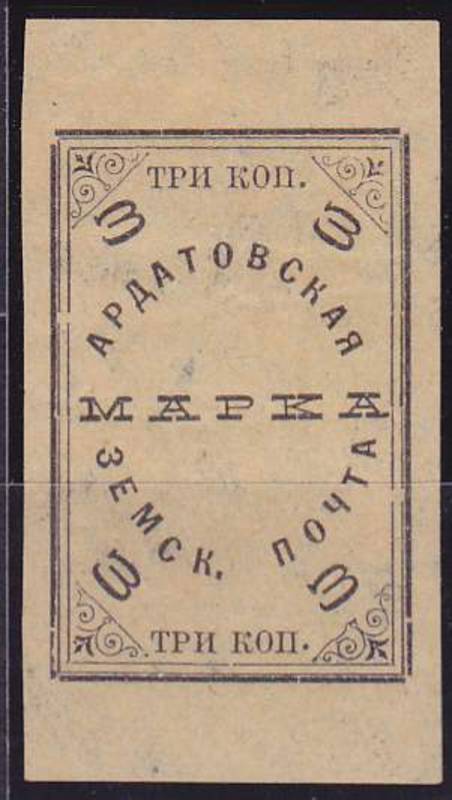 ТРИ КОП.
3 3
АРДАТОВСКАЯ
МАРКА
ЗЕМСК. ПОЧТА
3 3
ТРИ КОП.